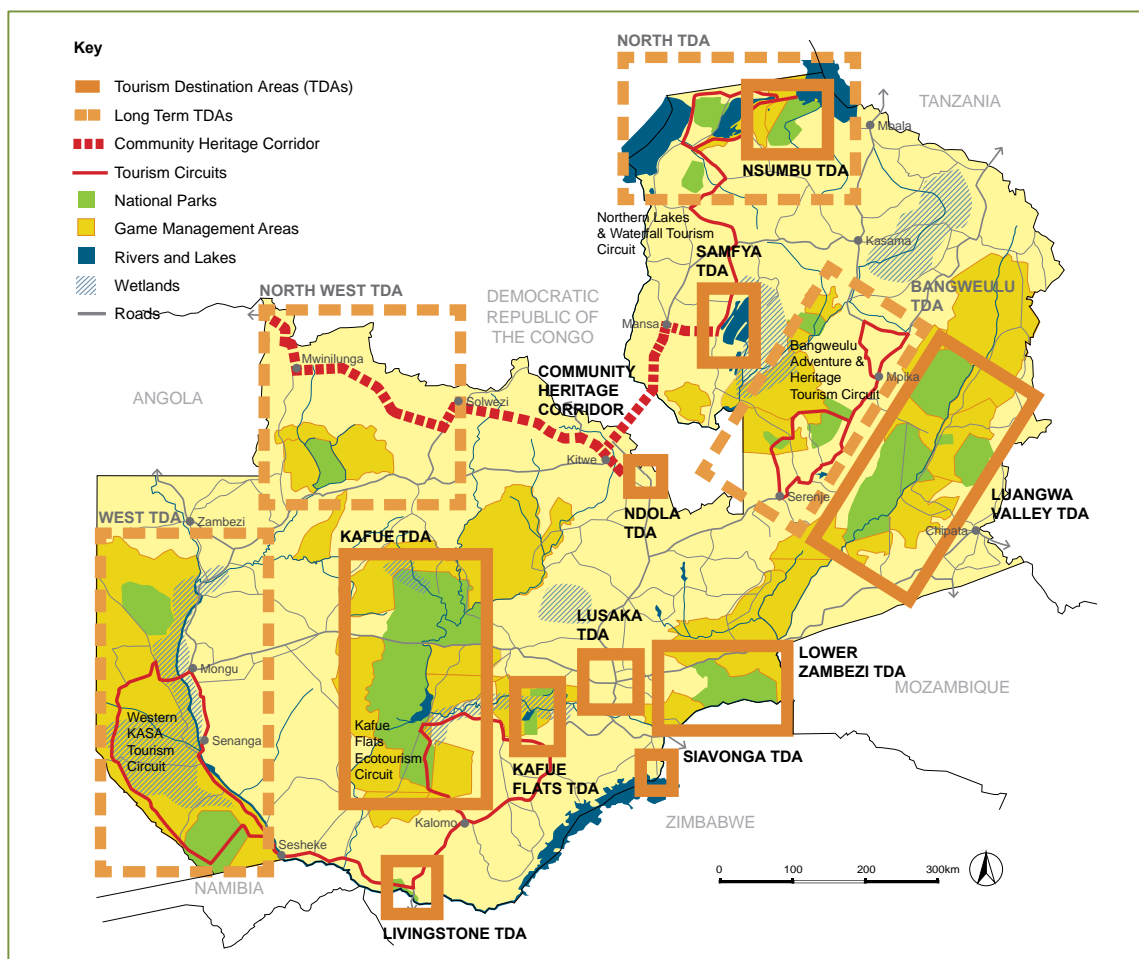 Key
Tourism Destination Areas (TDAs)
Long Term TDAs
Community Heritage Corridor
Tourism Circuits
National Parks
Game Management Areas
Rivers and Lakes
Wetlands
Roads
NORTH TDA
TANZANIA
Mbala
NSUMBU TDA
Northern Lakes
& Waterfall Tourism
Circuit
Kasama
SAMFYA
TDA
BANGWEULU
TDA
NORTH WEST TDA
DEMOCRATIC
REPUBLIC OF
THE CONGO
Mansa
Bangweulu
Adventure &
Heritage
Tourism Circuit
Mpika
Mwinilunga
COMMUNITY
HERITAGE
CORRIDOR
ANGOLA
Solwezi
Kitwe
Serenje
NDOLA
TDA
LUANGWA
VALLEY TDA
Chipata
WEST TDA
Zambezi
KAFUE TDA
LUSAKA
TDA
LOWER
ZAMBEZI TDA
MOZAMBIQUE
Mongu
Western
KASA
Tourism
Circuit
Senanga
Kafue
Flats
Ecotourism
Circuit
KAFUE
FLATS TDA
SIAVONGA TDA
Kalomo
ZIMBABWE
Sesheke
NAMIBIA
LIVINGSTONE TDA
0 100 200 300km